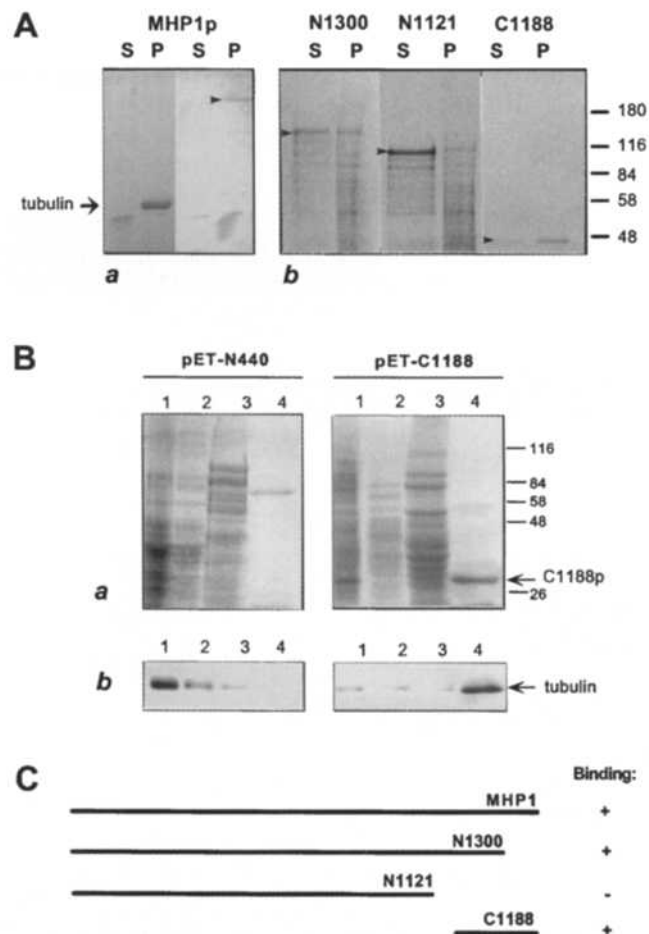 A
MHP1p
N1300 N1121 C1188
S P S P
S P S P S P
180
116
84
58
48
tubulin
a
b
B
pET-N440
pET-C1188
1 2 3 4
1 2 3 4
116
84
58
48
C1188p
26
a
1 2 3 4
1 2 3 4
b
tubulin
C
Binding:
MHP1
+
N1300
+
N1121
-
C1188
+